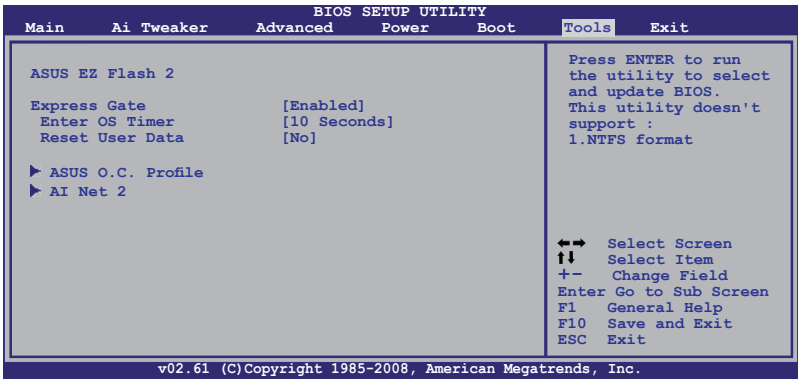 BIOS SETUP UTILITY
Main Ai Tweaker Advanced Power Boot Tools Exit
ASUS EZ Flash 2
Express Gate [Enabled]
Enter OS Timer [10 Seconds]
Reset User Data [No]
ASUS O.C. Profile
AI Net 2
Press ENTER to run
the utility to select
and update BIOS.
This utility doesn't
support :
1.NTFS format
←→ Select Screen
↑↓ Select Item
+- Change Field
Enter Go to Sub Screen
F1 General Help
F10 Save and Exit
ESC Exit
v02.61 (C)Copyright 1985-2008, American Megatrends, Inc.